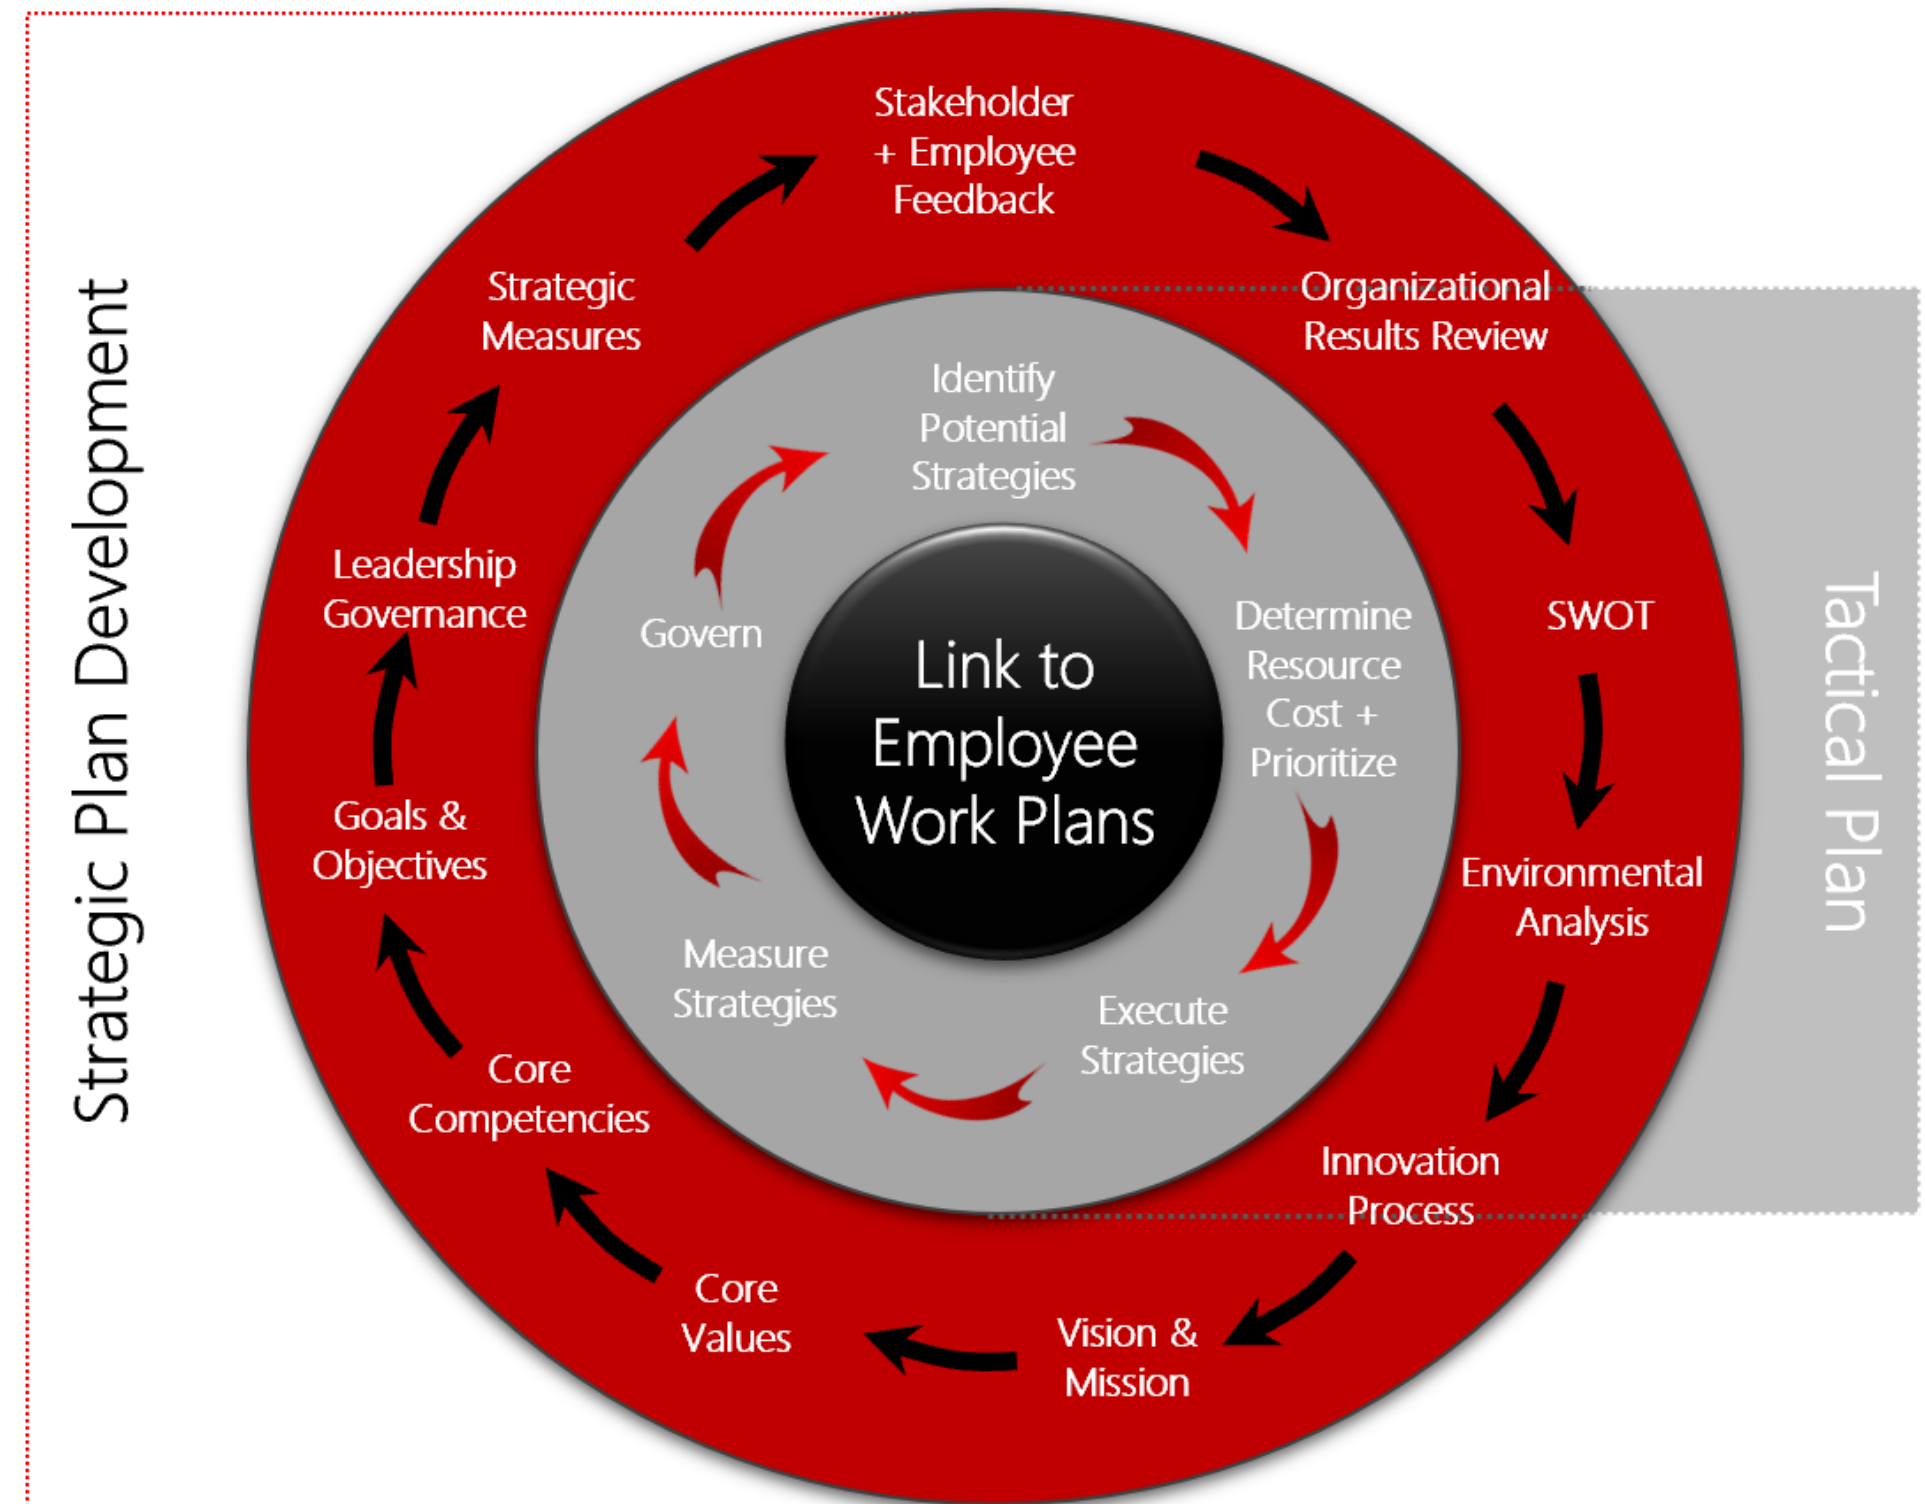 Strategic Plan Development
Stakeholder
+ Employee
Feedback
Organizational
Results Review
SWOT
Environmental
Analysis
Innovation
Process
Vision &
Mission
Core
Values
Core
Competencies
Goals &
Objectives
Leadership
Governance
Strategic
Measures
Identify
Potential
Strategies
Determine
Resource
Cost +
Prioritize
Execute
Strategies
Measure
Strategies
Govern
Link to
Employee
Work Plans
Tactical Plan